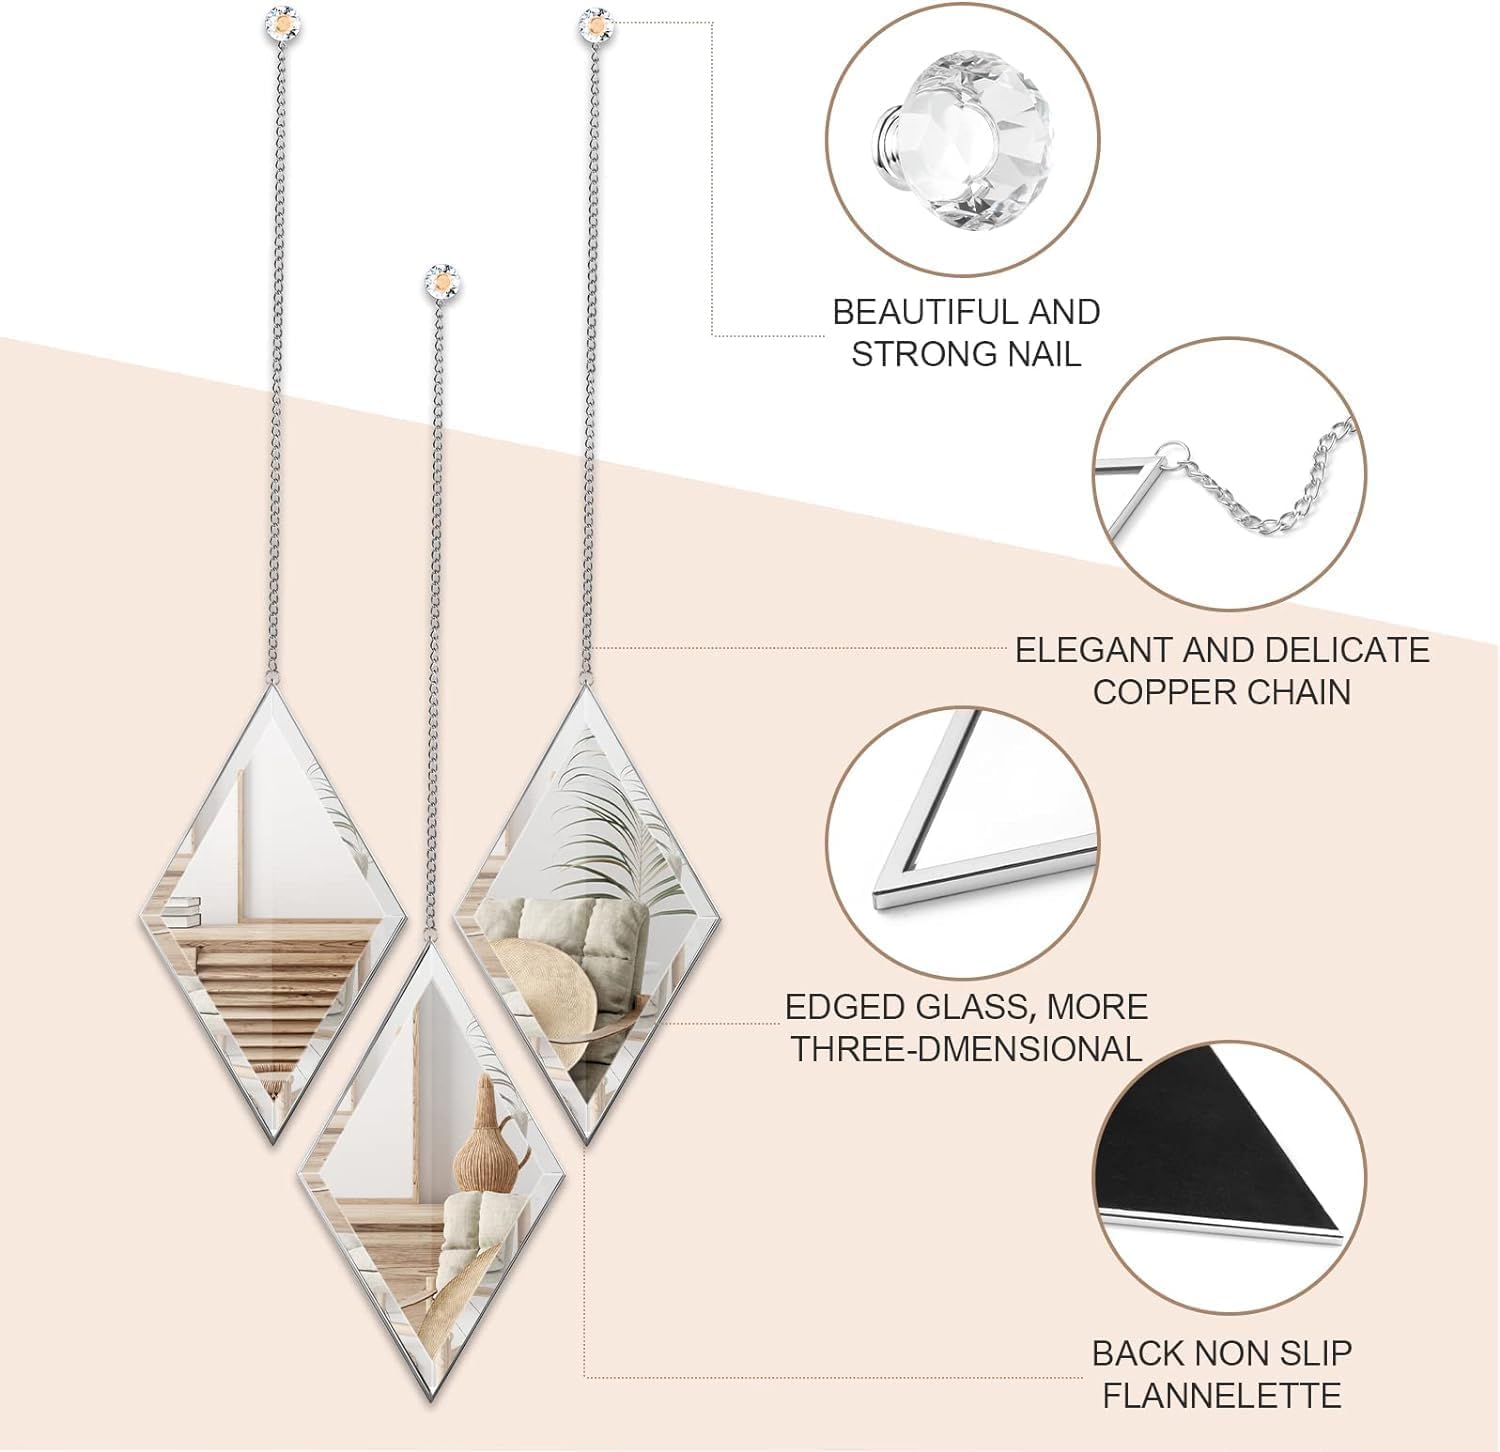 BEAUTIFUL AND
STRONG NAIL
ELEGANT AND DELICATE
COPPER CHAIN
EDGED GLASS, MORE
THREE-DMENSIONAL
BACK NON SLIP
FLANNELETTE